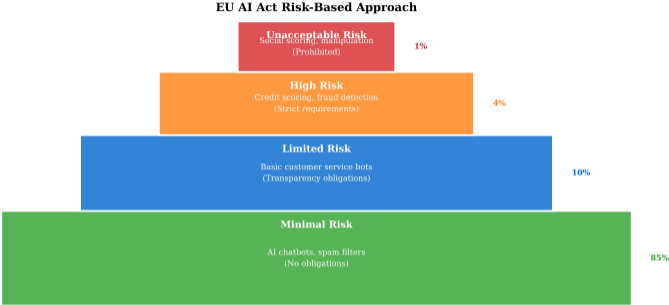 EU AI Act Risk-Based Approach
Unacceptable Risk
Social scoring, manipulation
(Prohibited)
1%
High Risk
Credit scoring, fraud detection
(Strict requirements)
4%
Limited Risk
Basic customer service bots
(Transparency obligations)
10%
Minimal Risk
AI chatbots, spam filters
(No obligations)
85%